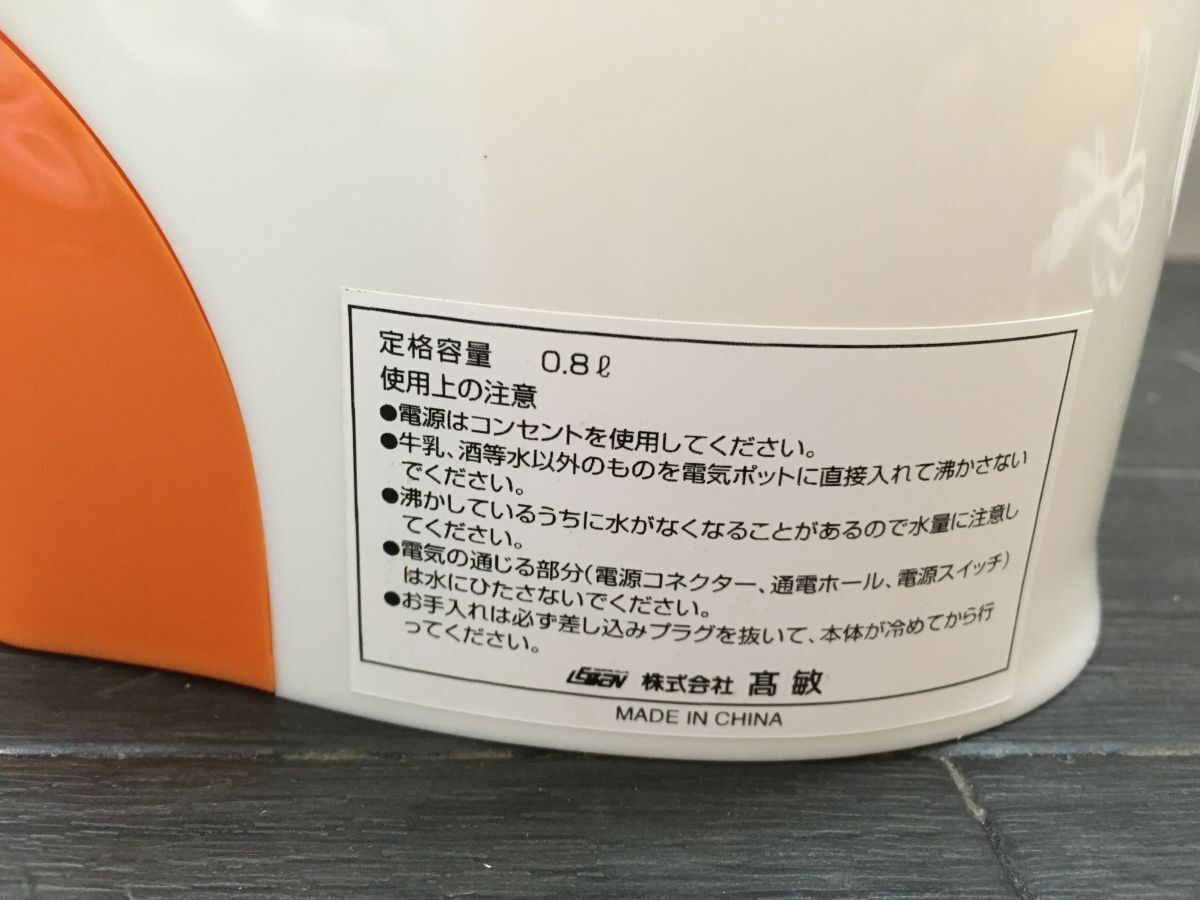 定格容量 0.8ℓ
使用上の注意
●電源はコンセントを使用してください。
●牛乳、酒等水以外のものを電気ポットに直接入れて沸かさない
でください。
●沸かしているうちに水がなくなることがあるので水量に注意し
てください。
●電気の通じる部分(電源コネクター、通電ホール、電源スイッチ)
は水にひたさないでください。
●お手入れは必ず差し込みプラグを抜いて、本体が冷めてから行
ってください。
株式会社 髙敏
MADE IN CHINA